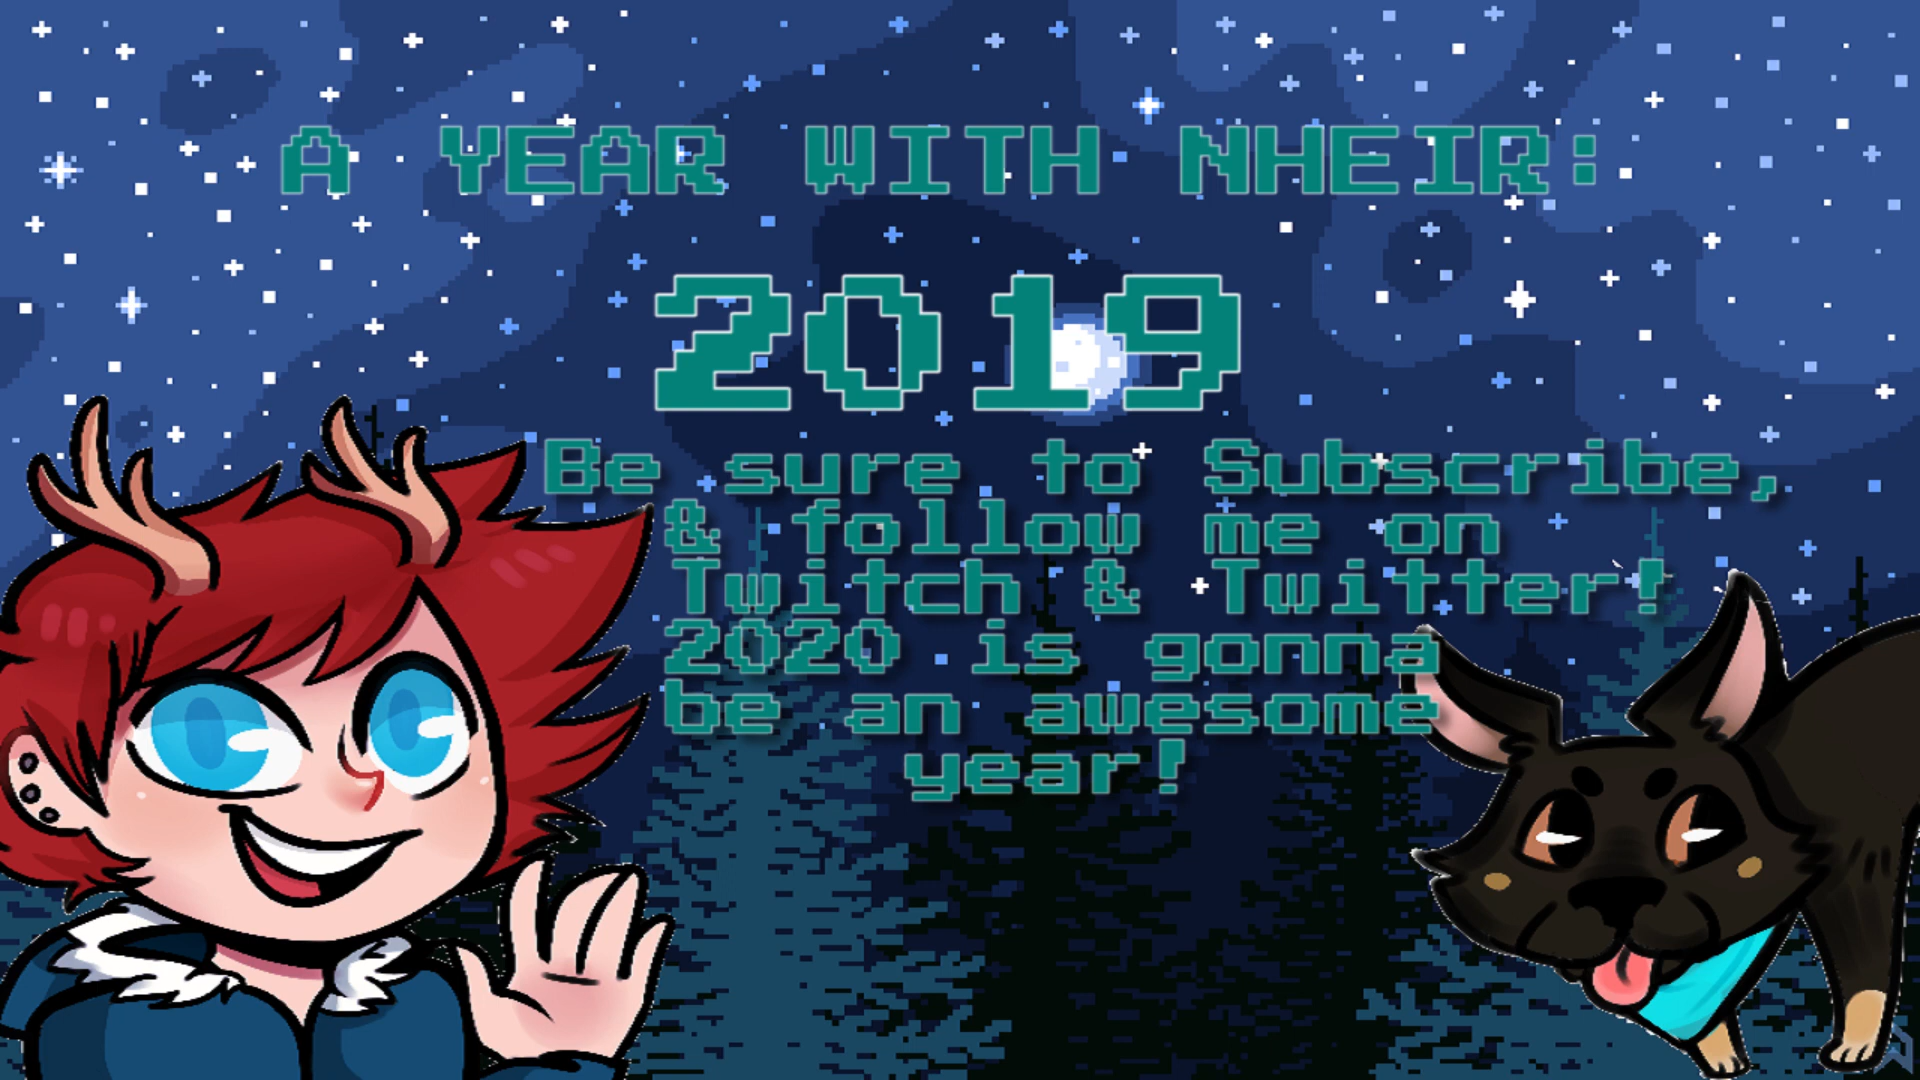 A YEAR WITH NHEIR:
2019
Be sure to Subscribe,
& follow me on
Twitch & Twitter!
2020 is gonna
be an awesome
year!